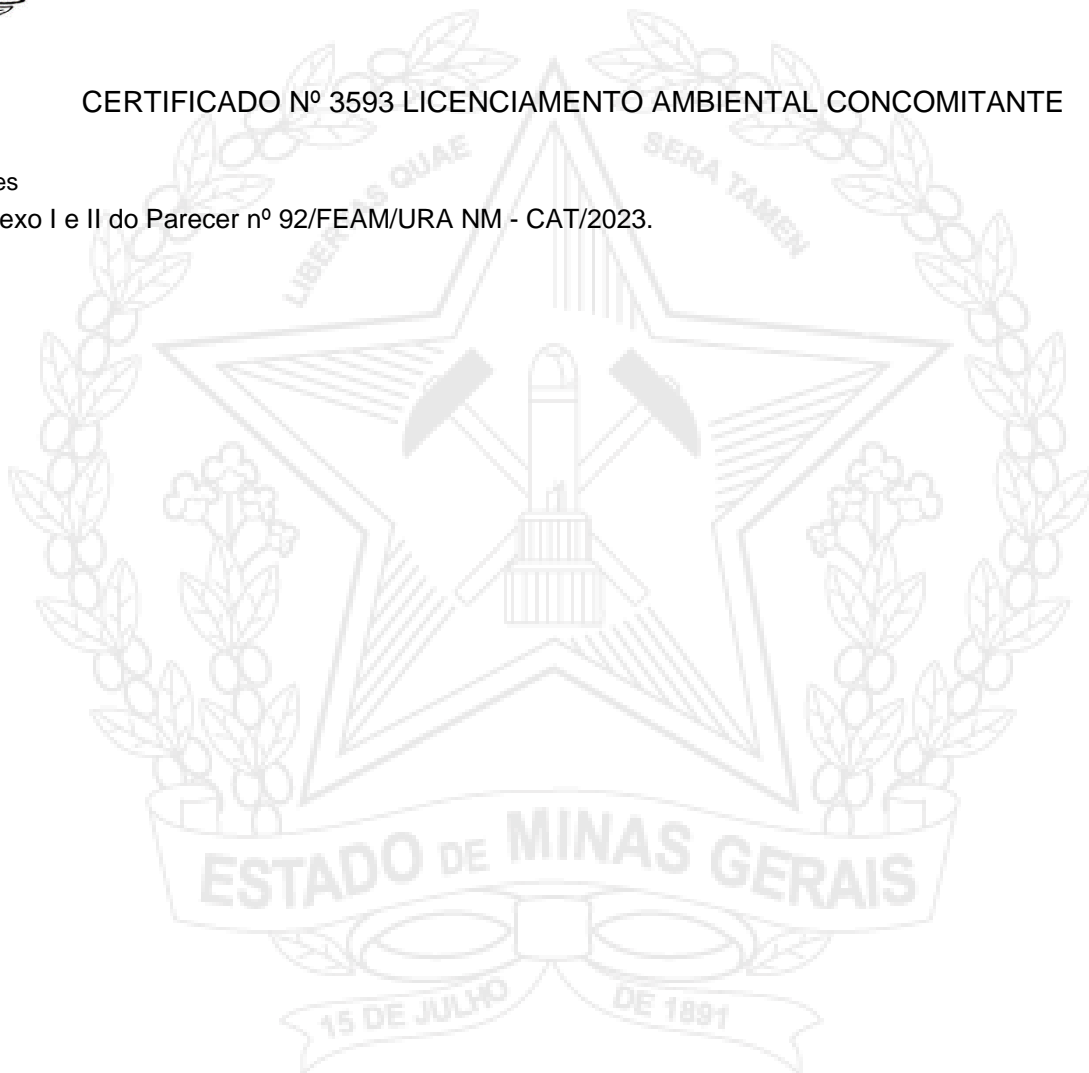 CERTIFICADO Nº 3593 LICENCIAMENTO AMBIENTAL CONCOMITANTE
es
exo I e II do Parecer nº 92/FEAM/URA NM - CAT/2023.
LIBERTAS QUAE SERA TAMEN
ESTADO DE MINAS GERAIS
15 DE JULHO DE 1891